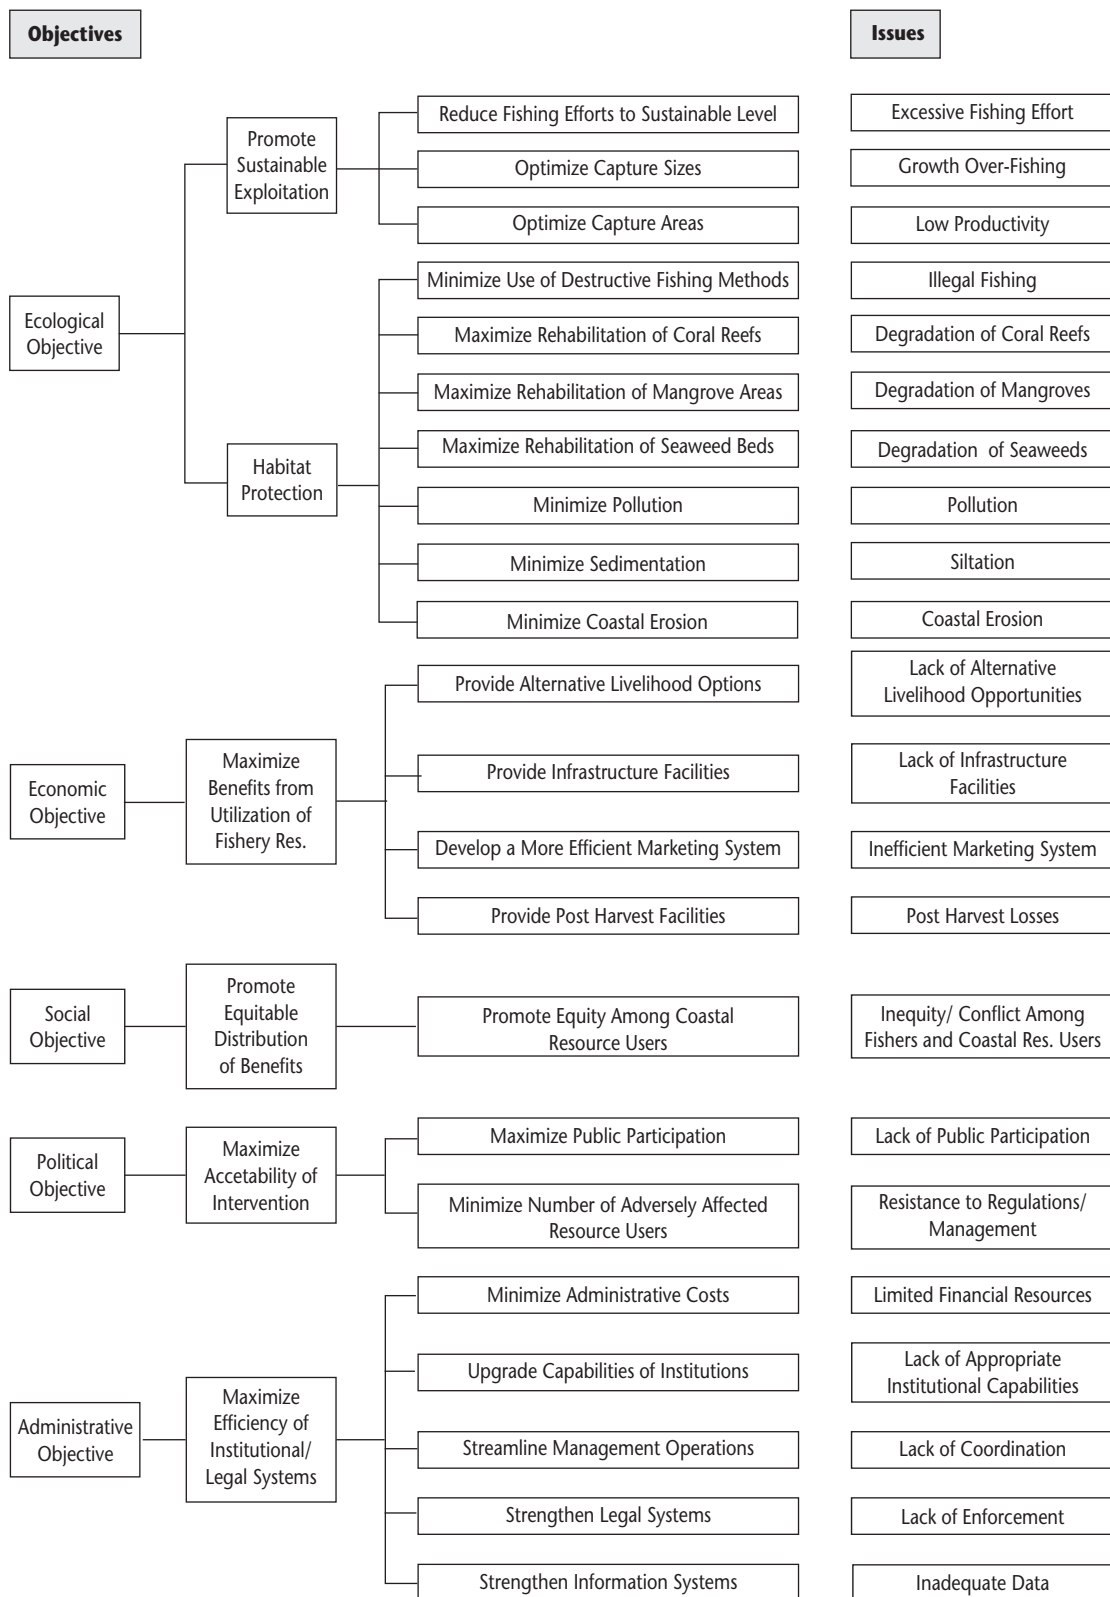 Objectives
Issues
Promote
Sustainable
Exploitation
Reduce Fishing Efforts to Sustainable Level
Excessive Fishing Effort
Optimize Capture Sizes
Growth Over-Fishing
Optimize Capture Areas
Low Productivity
Ecological
Objective
Habitat
Protection
Minimize Use of Destructive Fishing Methods
Illegal Fishing
Maximize Rehabilitation of Coral Reefs
Degradation of Coral Reefs
Maximize Rehabilitation of Mangrove Areas
Degradation of Mangroves
Maximize Rehabilitation of Seaweed Beds
Degradation of Seaweeds
Minimize Pollution
Pollution
Minimize Sedimentation
Siltation
Minimize Coastal Erosion
Coastal Erosion
Economic
Objective
Maximize
Benefits from
Utilization of
Fishery Res.
Provide Alternative Livelihood Options
Lack of Alternative
Livelihood Opportunities
Provide Infrastructure Facilities
Lack of Infrastructure
Facilities
Develop a More Efficient Marketing System
Inefficient Marketing System
Provide Post Harvest Facilities
Post Harvest Losses
Social
Objective
Promote
Equitable
Distribution
of Benefits
Promote Equity Among Coastal
Resource Users
Inequity/ Conflict Among
Fishers and Coastal Res. Users
Political
Objective
Maximize
Accetability of
Intervention
Maximize Public Participation
Lack of Public Participation
Minimize Number of Adversely Affected
Resource Users
Resistance to Regulations/
Management
Administrative
Objective
Maximize
Efficiency of
Institutional/
Legal Systems
Minimize Administrative Costs
Limited Financial Resources
Upgrade Capabilities of Institutions
Lack of Appropriate
Institutional Capabilities
Streamline Management Operations
Lack of Coordination
Strengthen Legal Systems
Lack of Enforcement
Strengthen Information Systems
Inadequate Data